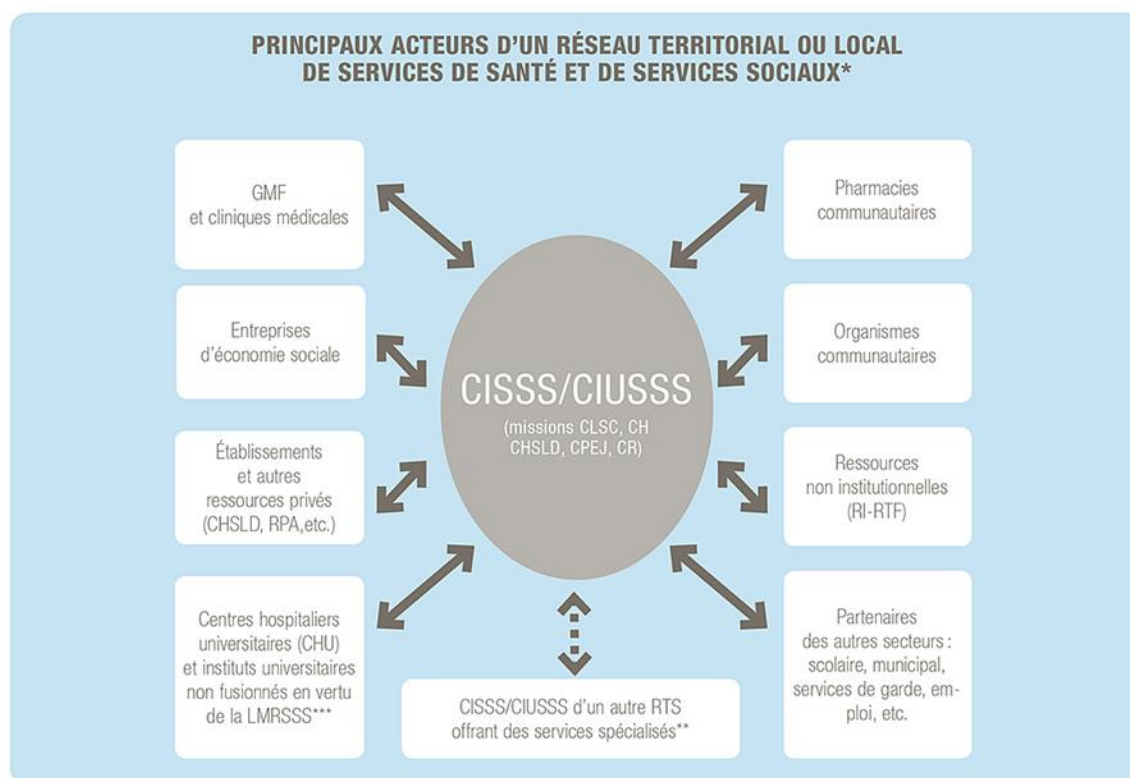 PRINCIPAUX ACTEURS D'UN RÉSEAU TERRITORIAL OU LOCAL
DE SERVICES DE SANTÉ ET DE SERVICES SOCIAUX*
GMF
et cliniques médicales
Entreprises
d'économie sociale
Établissements
et autres
ressources privés
(CHSLD, RPA,etc.)
Centres hospitaliers
universitaires (CHU)
et instituts universitaires
non fusionnés en vertu
de la LMRSSS***
CISSS/CIUSSS
(missions CLSC, CH
CHSLD, CPEJ, CR)
CISSS/CIUSSS d'un autre RTS
offrant des services spécialisés**
Pharmacies
communautaires
Organismes
communautaires
Ressources
non institutionnelles
(RI-RTF)
Partenaires
des autres secteurs :
scolaire, municipal,
services de garde, em-
ploi, etc.